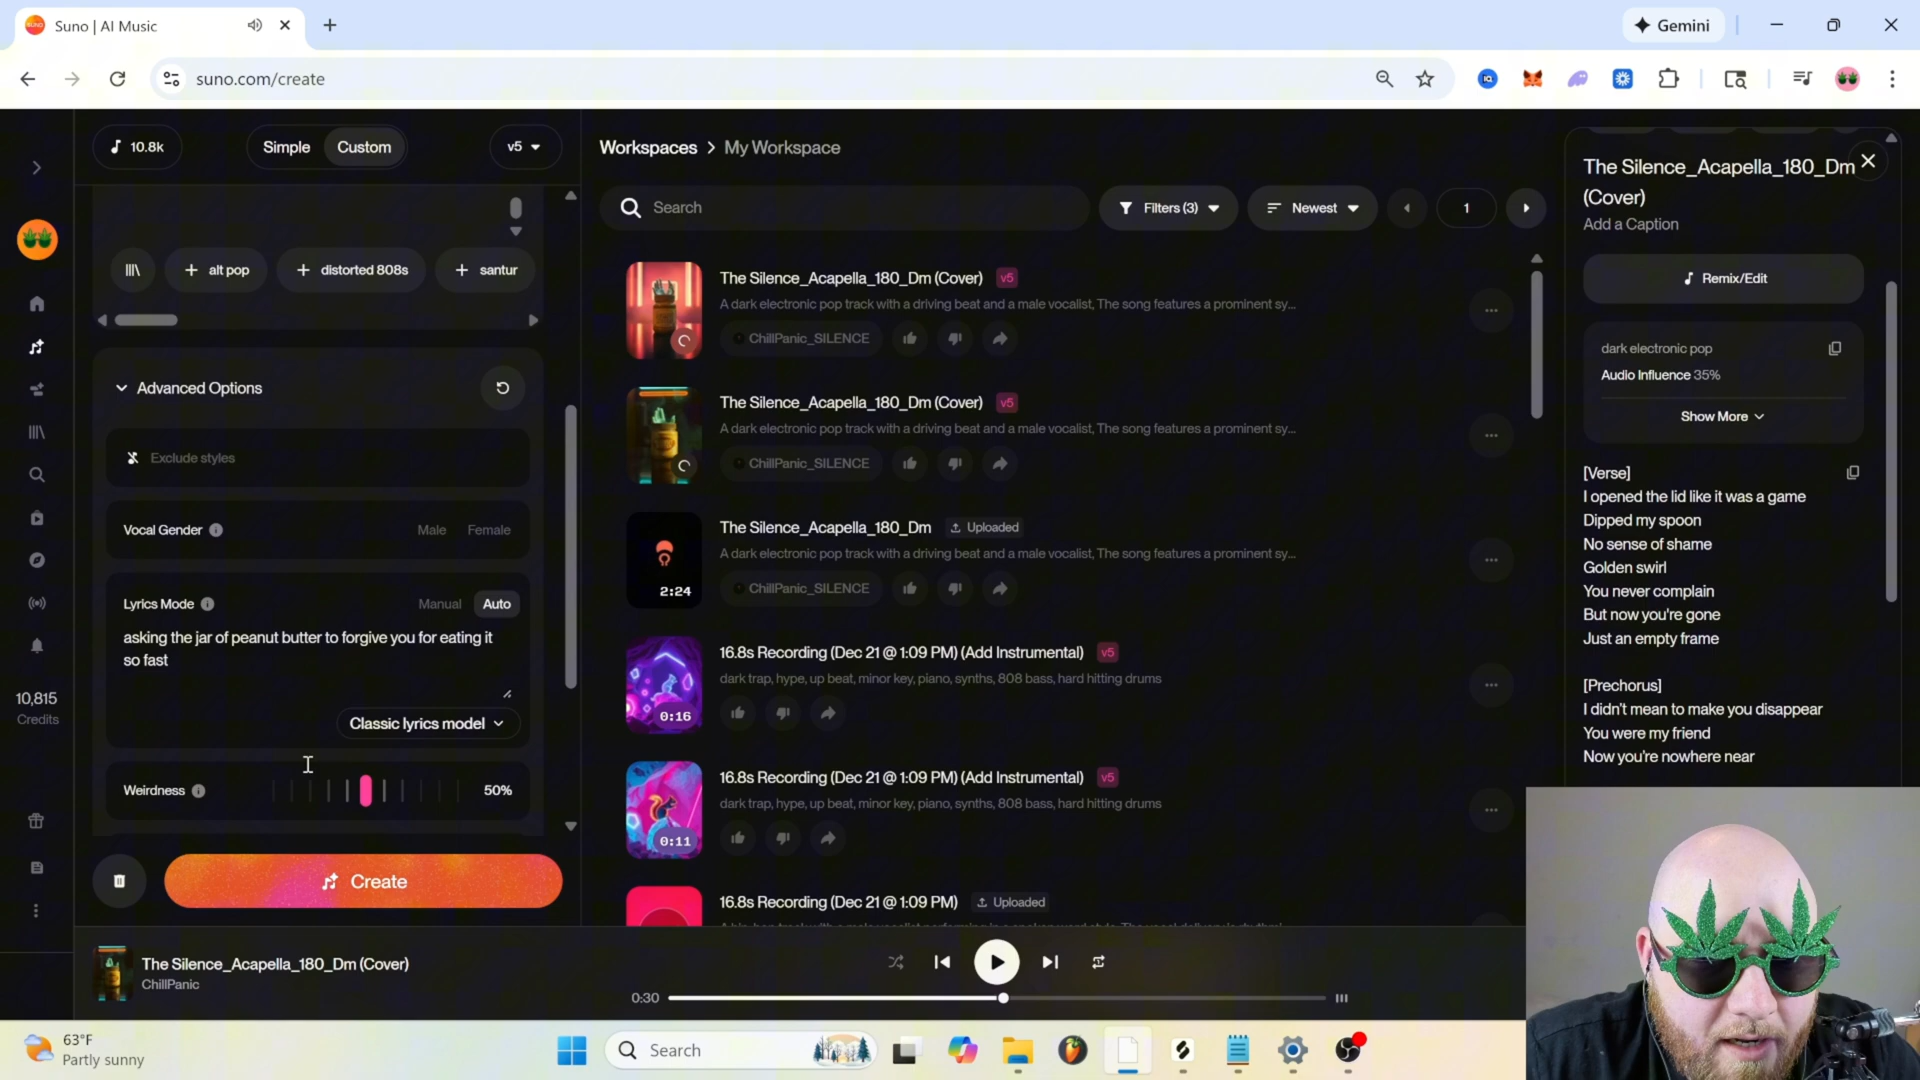 Suno | AI Music
Gemini
suno.com/create
10.8k
Simple
Custom
v5
Workspaces > My Workspace
Search
Filters (3)
Newest
1
alt pop
distorted 808s
santur
Advanced Options
Exclude styles
Vocal Gender
Male
Female
Lyrics Mode
Manual
Auto
asking the jar of peanut butter to forgive you for eating it
so fast
Classic lyrics model
Weirdness
50%
Create
10,815
Credits
The Silence_Acapella_180_Dm (Cover)
v5
A dark electronic pop track with a driving beat and a male vocalist, The song features a prominent sy...
ChillPanic_SILENCE
The Silence_Acapella_180_Dm (Cover)
v5
A dark electronic pop track with a driving beat and a male vocalist, The song features a prominent sy...
ChillPanic_SILENCE
The Silence_Acapella_180_Dm
Uploaded
A dark electronic pop track with a driving beat and a male vocalist, The song features a prominent sy...
2:24
ChillPanic_SILENCE
16.8s Recording (Dec 21 @ 1:09 PM) (Add Instrumental)
v5
dark trap, hype, up beat, minor key, piano, synths, 808 bass, hard hitting drums
0:16
16.8s Recording (Dec 21 @ 1:09 PM) (Add Instrumental)
v5
dark trap, hype, up beat, minor key, piano, synths, 808 bass, hard hitting drums
0:11
16.8s Recording (Dec 21 @ 1:09 PM)
Uploaded
The Silence_Acapella_180_Dm
(Cover)
Add a Caption
Remix/Edit
dark electronic pop
Audio Influence 35%
Show More
[Verse]
I opened the lid like it was a game
Dipped my spoon
No sense of shame
Golden swirl
You never complain
But now you're gone
Just an empty frame
[Prechorus]
I didn't mean to make you disappear
You were my friend
Now you're nowhere near
The Silence_Acapella_180_Dm (Cover)
ChillPanic
0:30
63°F
Partly sunny
Search